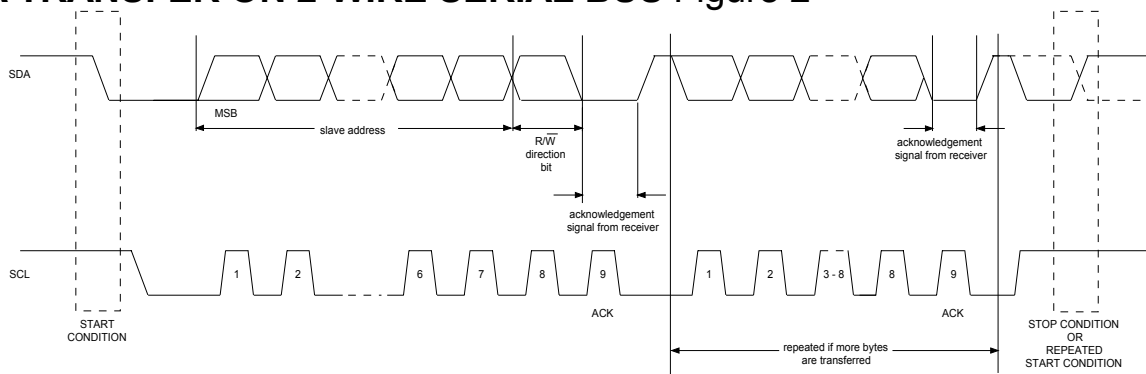 TRANSFER ON 2-WIRE SERIAL BUS Figure 2
SDA
MSB
slave address
R/W
direction
bit
acknowledgement
signal from receiver
acknowledgement
signal from receiver
SCL
1
2
6
7
8
9
1
2
3 - 8
8
9
ACK
ACK
START
CONDITION
repeated if more bytes
are transferred
STOP CONDITION
OR
REPEATED
START CONDITION